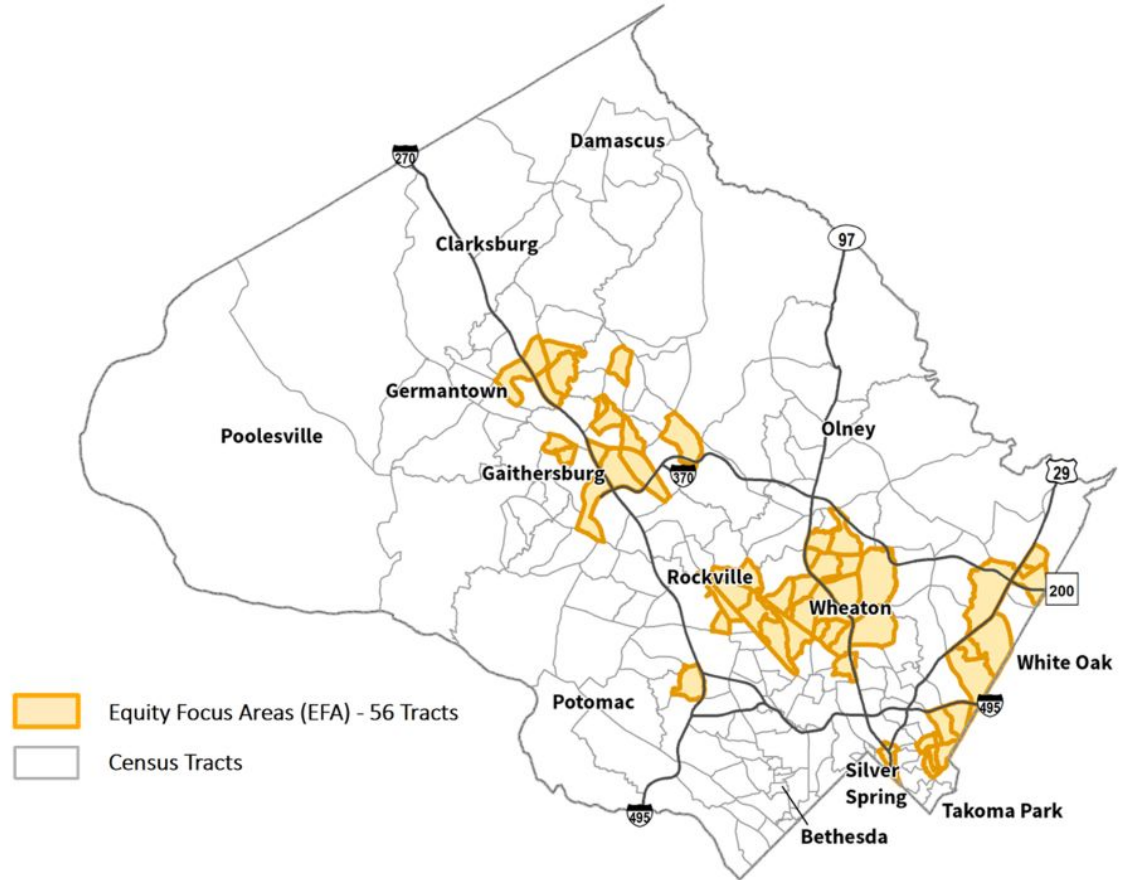 Damascus
270
97
Clarksburg
Germantown
Olney
Poolesville
Gaithersburg
370
29
Rockville
200
Wheaton
White Oak
Potomac
495
Equity Focus Areas (EFA) - 56 Tracts
Census Tracts
Silver
Spring
Takoma Park
495
Bethesda